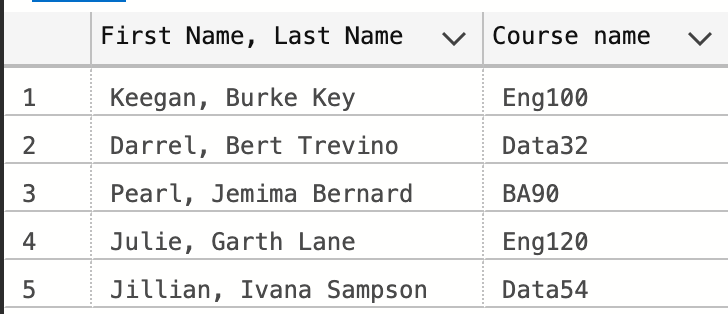 First Name, Last Name Course name
1 Keegan, Burke Key Eng100
2 Darrel, Bert Trevino Data32
3 Pearl, Jemima Bernard BA90
4 Julie, Garth Lane Eng120
5 Jillian, Ivana Sampson Data54